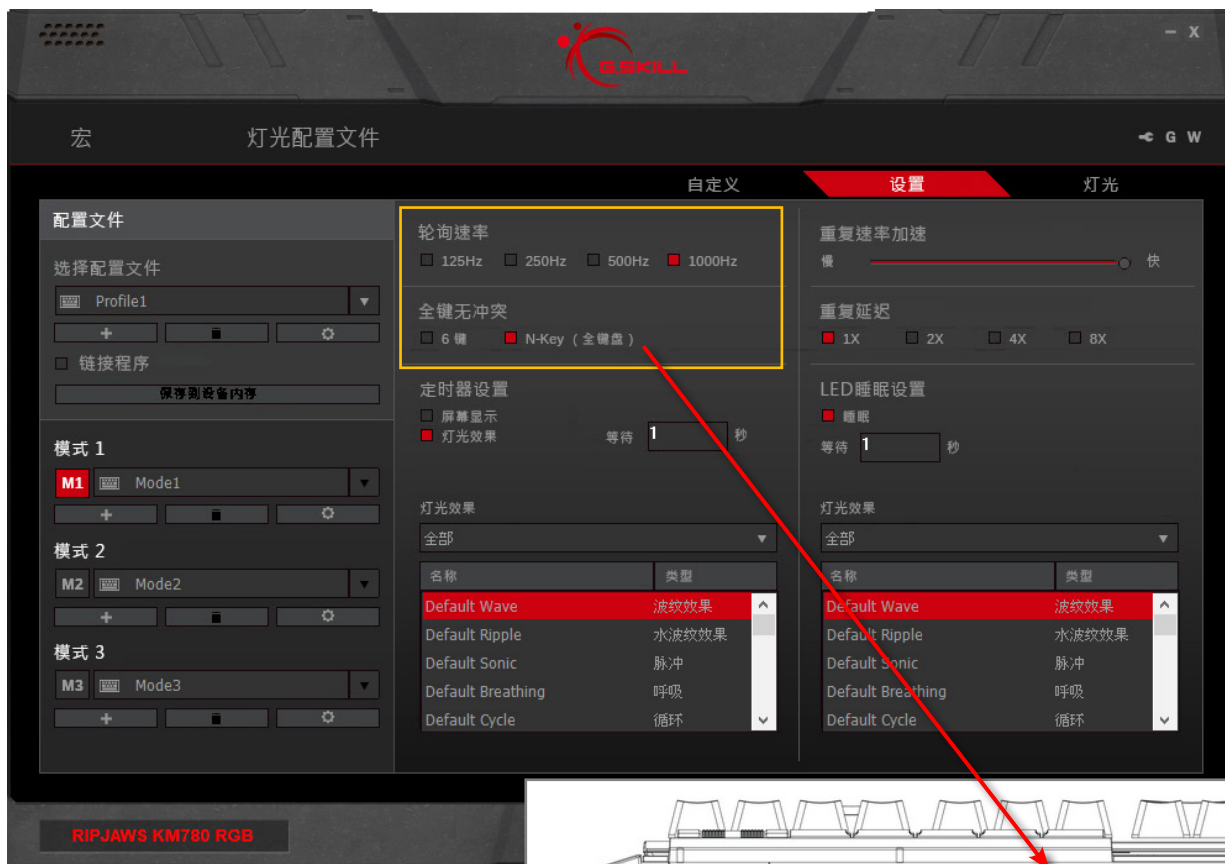 G.SKILL
– X
宏 灯光配置文件
G W
自定义 设置 灯光
配置文件
选择配置文件
Profile1
链接程序
保存到设备内存
模式 1
M1 Mode1
模式 2
M2 Mode2
模式 3
M3 Mode3
轮询速率
125Hz 250Hz 500Hz 1000Hz
全键无冲突
6 键 N-Key（全键盘）
定时器设置
屏幕显示
灯光效果 等待 1 秒
灯光效果
全部
名称 类型
Default Wave 波纹效果
Default Ripple 水波纹效果
Default Sonic 脉冲
Default Breathing 呼吸
Default Cycle 循环
重复速率加速
慢 快
重复延迟
1X 2X 4X 8X
LED睡眠设置
睡眠
等待 1 秒
灯光效果
全部
名称 类型
Default Wave 波纹效果
Default Ripple 水波纹效果
Default Sonic 脉冲
Default Breathing 呼吸
Default Cycle 循环
RIPJAWS KM780 RGB